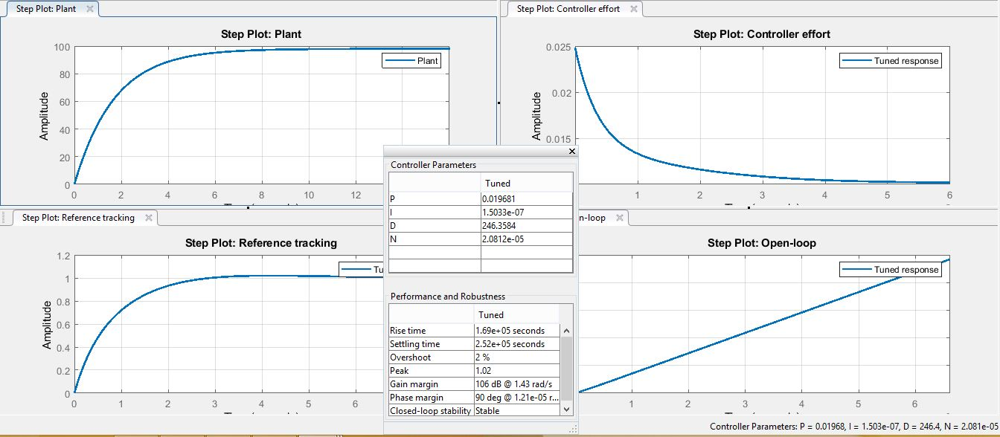 Step Plot: Plant
Step Plot: Controller effort
Step Plot: Plant
100
80
60
40
20
0
Amplitude
Plant
0 2 4 6 8 10 12
Step Plot: Controller effort
0.025
0.02
0.015
Amplitude
Tuned response
1 2 3 4 5 6
Controller Parameters
Tuned
P 0.019681
I 1.5033e-07
D 246.3584
N 2.0812e-05
Performance and Robustness
Tuned
Rise time 1.69e+05 seconds
Settling time 2.52e+05 seconds
Overshoot 2 %
Peak 1.02
Gain margin 106 dB @ 1.43 rad/s
Phase margin 90 deg @ 1.21e-05 r...
Closed-loop stability Stable
Step Plot: Reference tracking
Step Plot: Reference tracking
1.2
1
0.8
0.6
0.4
0.2
0
Amplitude
Tu
0 1 2 3 4 5 6
n-loop
Step Plot: Open-loop
Tuned response
1 2 3 4 5 6
Controller Parameters: P = 0.01968, I = 1.503e-07, D = 246.4, N = 2.081e-05